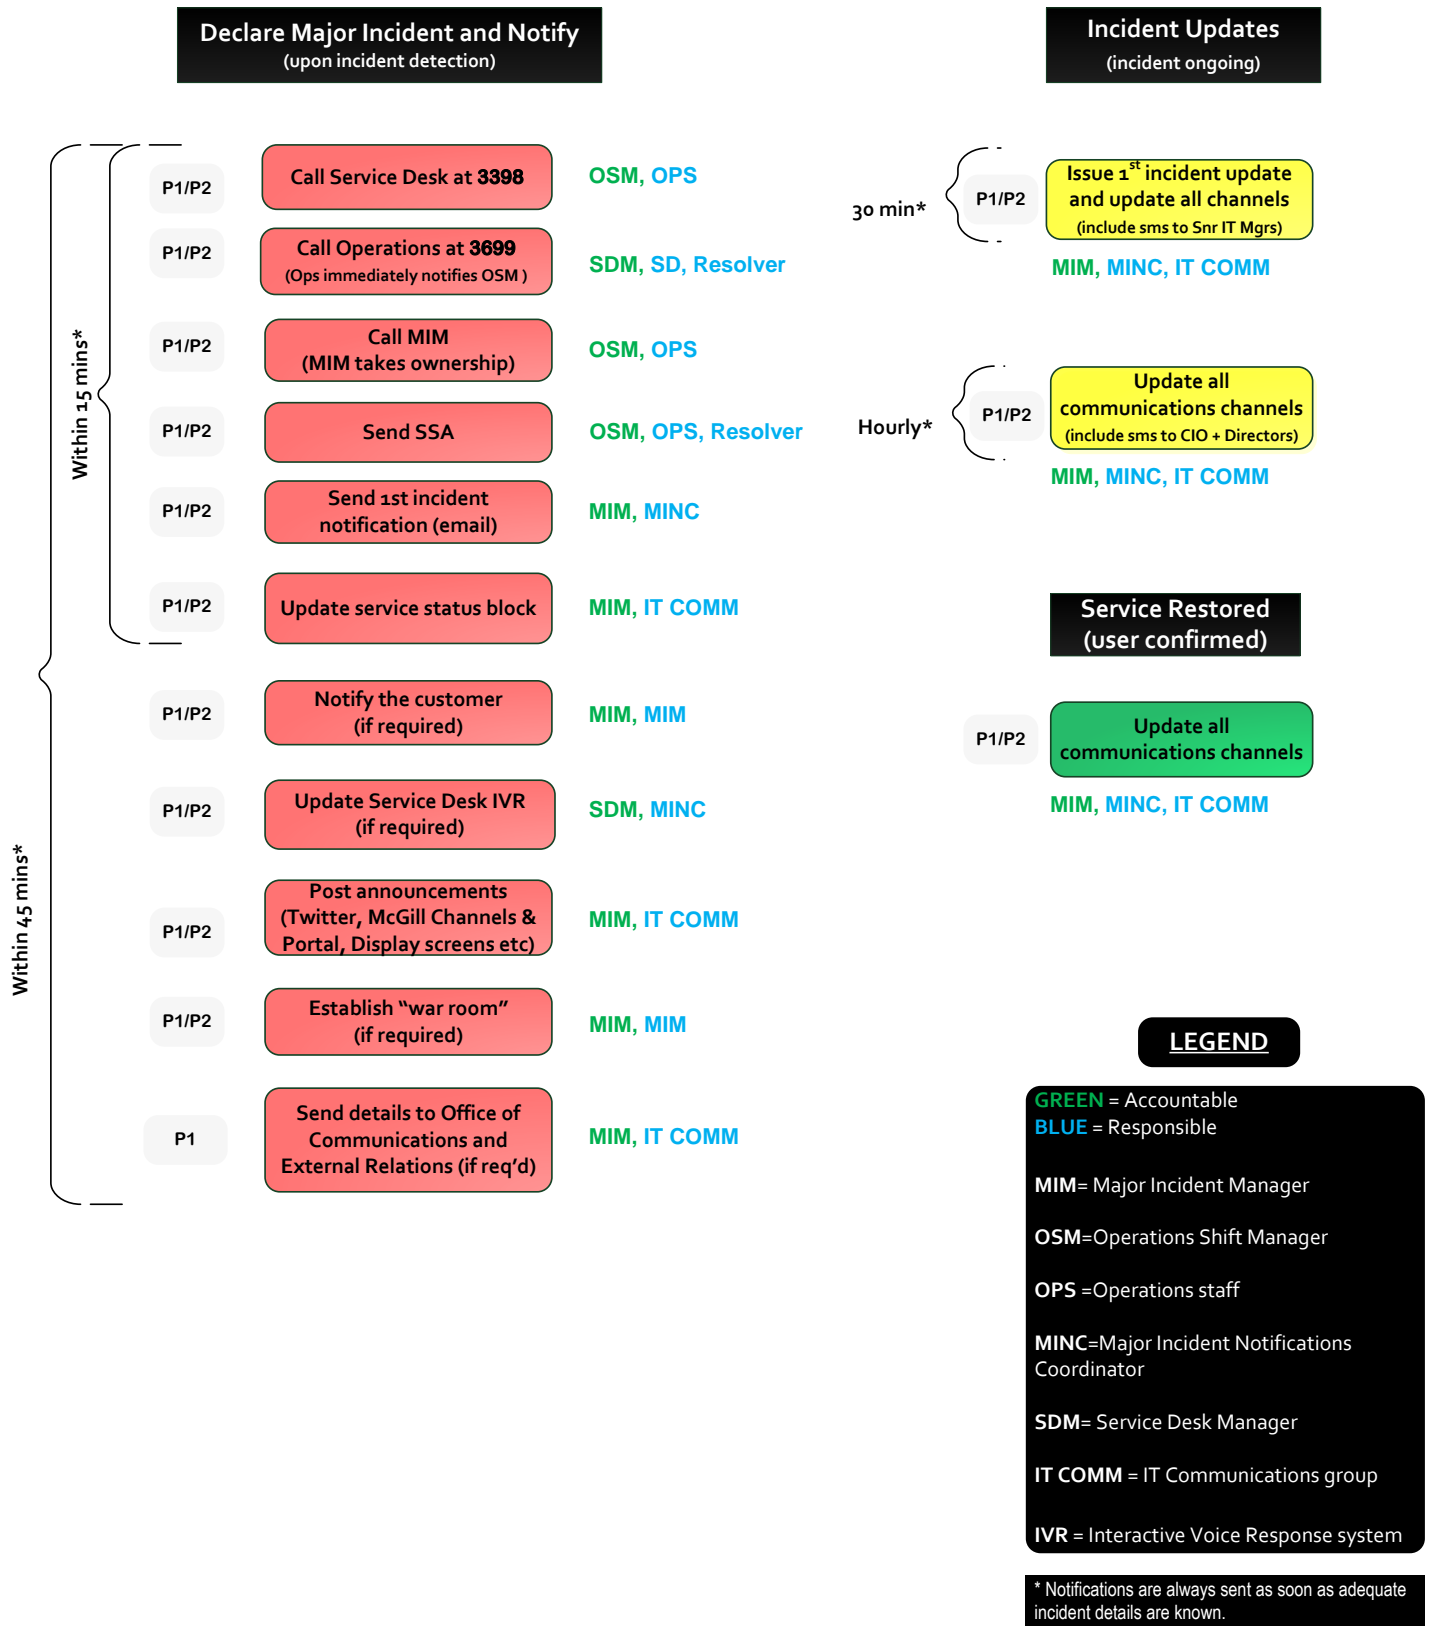 Declare Major Incident and Notify
(upon incident detection)
Within 45 mins*
Within 15 mins*
P1/P2
Call Service Desk at 3398
OSM, OPS
P1/P2
Call Operations at 3699
(Ops immediately notifies OSM )
SDM, SD, Resolver
P1/P2
Call MIM
(MIM takes ownership)
OSM, OPS
P1/P2
Send SSA
OSM, OPS, Resolver
P1/P2
Send 1st incident
notification (email)
MIM, MINC
P1/P2
Update service status block
MIM, IT COMM
P1/P2
Notify the customer
(if required)
MIM, MIM
P1/P2
Update Service Desk IVR
(if required)
SDM, MINC
P1/P2
Post announcements
(Twitter, McGill Channels &
Portal, Display screens etc)
MIM, IT COMM
P1/P2
Establish “war room”
(if required)
MIM, MIM
P1
Send details to Office of
Communications and
External Relations (if req’d)
MIM, IT COMM
Incident Updates
(incident ongoing)
30 min*
P1/P2
Issue 1st incident update
and update all channels
(include sms to Snr IT Mgrs)
MIM, MINC, IT COMM
Hourly*
P1/P2
Update all
communications channels
(include sms to CIO + Directors)
MIM, MINC, IT COMM
Service Restored
(user confirmed)
P1/P2
Update all
communications channels
MIM, MINC, IT COMM
LEGEND
GREEN = Accountable
BLUE = Responsible
MIM= Major Incident Manager
OSM=Operations Shift Manager
OPS =Operations staff
MINC=Major Incident Notifications
Coordinator
SDM= Service Desk Manager
IT COMM = IT Communications group
IVR = Interactive Voice Response system
* Notifications are always sent as soon as adequate
incident details are known.